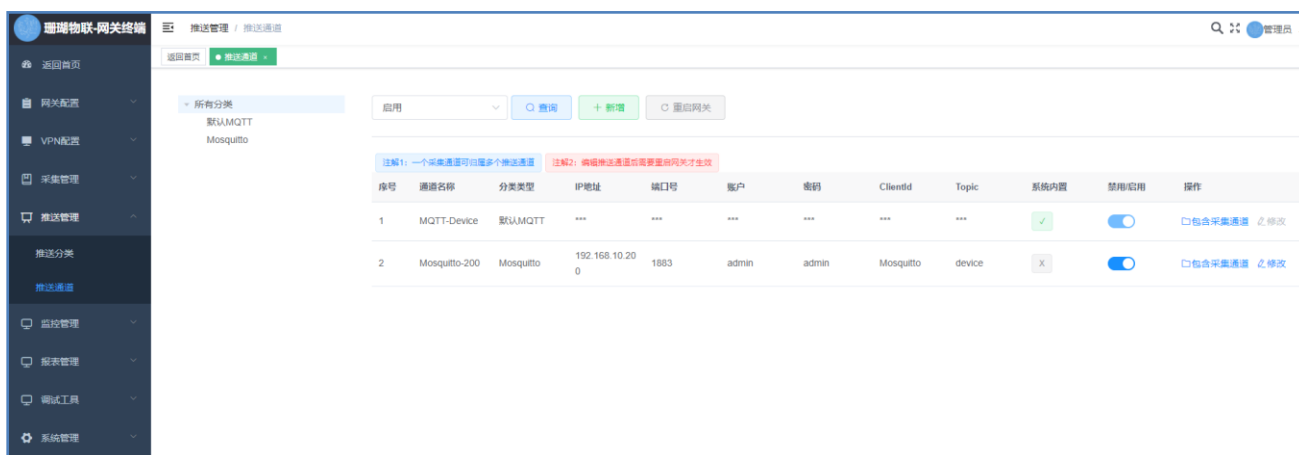 珊瑚物联-网关终端
推送管理 / 推送通道
管理员
返回首页
网关配置
VPN配置
采集管理
推送管理
推送分类
推送通道
监控管理
报表管理
调试工具
系统管理
返回首页 推送通道 ×
所有分类
默认MQTT
Mosquitto
启用 查询 新增 重启网关
注解1：一个采集通道可归属多个推送通道 注解2：编辑推送通道后需要重启网关才生效
序号 通道名称 分类类型 IP地址 端口号 账户 密码 ClientId Topic 系统内置 禁用/启用 操作
1 MQTT-Device 默认MQTT *** *** *** *** *** *** ✓ 包含采集通道 修改
2 Mosquitto-200 Mosquitto 192.168.10.20 1883 admin admin Mosquitto device X 包含采集通道 修改
0